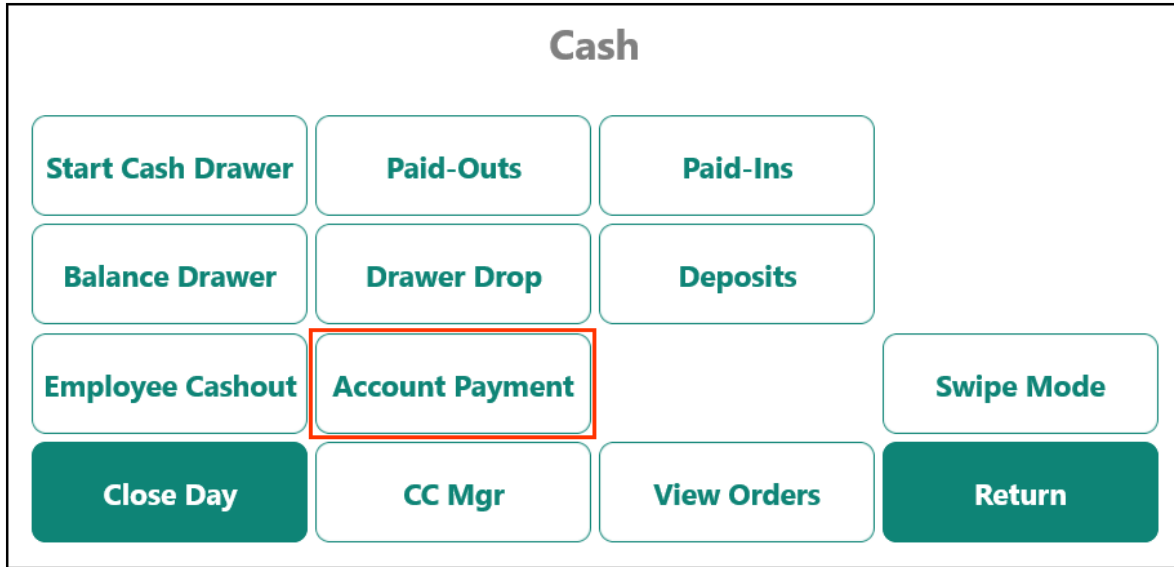 Cash
Start Cash Drawer
Paid-Outs
Paid-Ins
Balance Drawer
Drawer Drop
Deposits
Employee Cashout
Account Payment
Swipe Mode
Close Day
CC Mgr
View Orders
Return